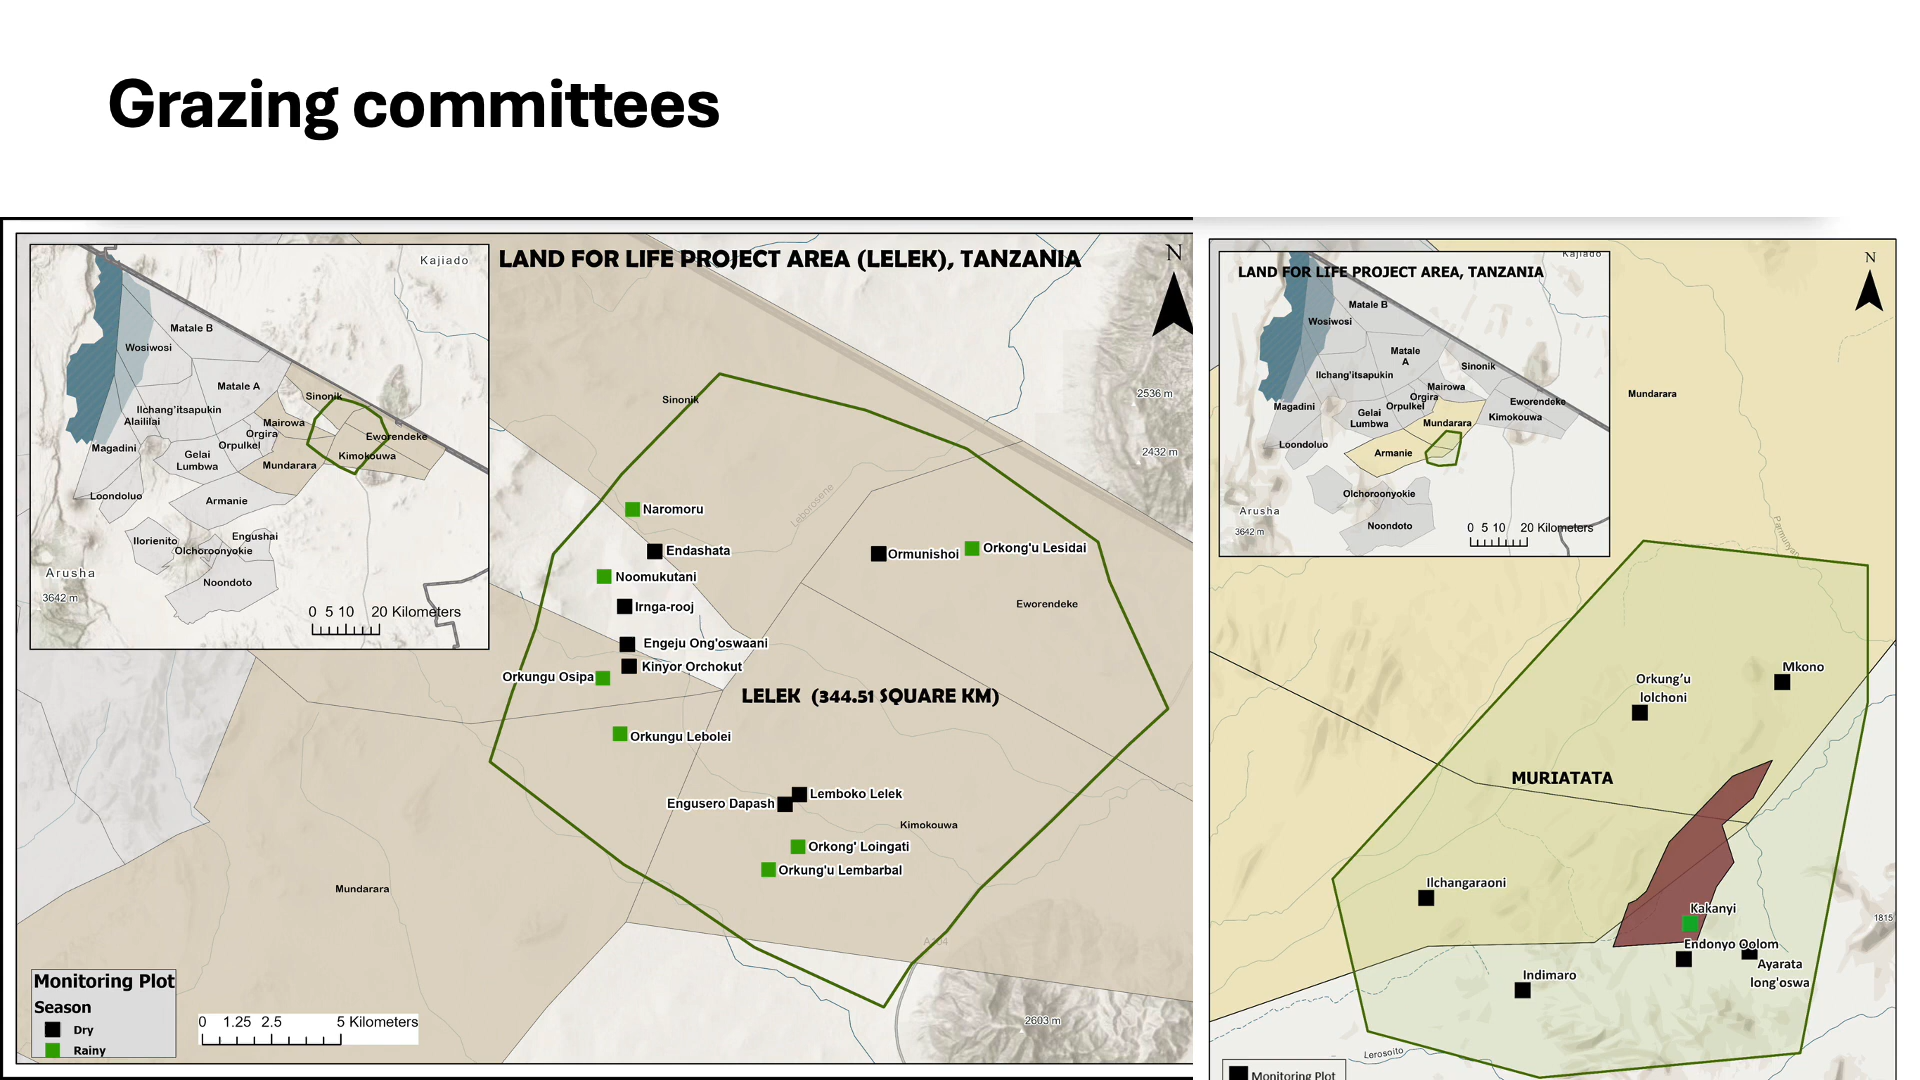 Grazing committees
LAND FOR LIFE PROJECT AREA (LELEK), TANZANIA
N
Kajiado
Matale B
Wosiwosi
Matale A
Sinonik
Ilchang'itsapukin
Alaililai
Mairowa
Orgira
Orpulkel
Eworendeke
Magadini
Gelai
Lumbwa
Kimokouwa
Mundarara
Loondoluo
Armanie
Ilorienito
Engushai
Olchoroonyokie
Noondoto
Arusha
3642 m
0 5 10 20 Kilometers
Sinonik
2536 m
2432 m
Leborosene
Naromoru
Endashata
Ormunishoi
Orkong'u Lesidai
Noomukutani
Irnga-rooj
Eworendeke
Engeju Ong'oswaani
Kinyor Orchokut
Orkungu Osipa
LELEK (344.51 SQUARE KM)
Orkungu Lebolei
Lemboko Lelek
Engusero Dapash
Kimokouwa
Orkong' Loingati
Orkung'u Lembarbal
Mundarara
A104
2603 m
Monitoring Plot
Season
Dry
Rainy
0 1.25 2.5 5 Kilometers
LAND FOR LIFE PROJECT AREA, TANZANIA
Kajiado
N
Matale B
Wosiwosi
Matale
A
Sinonik
Ilchang'itsapukin
Mairowa
Orgira
Orpulkel
Eworendeke
Magadini
Gelai
Lumbwa
Kimokouwa
Mundarara
Loondoluo
Armanie
Olchoroonyokie
Noondoto
Arusha
3642 m
0 5 10 20 Kilometers
Mundarara
Mkono
Orkung'u
lolchoni
MURIATATA
Ilchangaraoni
Kakanyi
1815
Endonyo Oolom
Ayarata
long'oswa
Indimaro
Lerosoito
Monitoring Plot